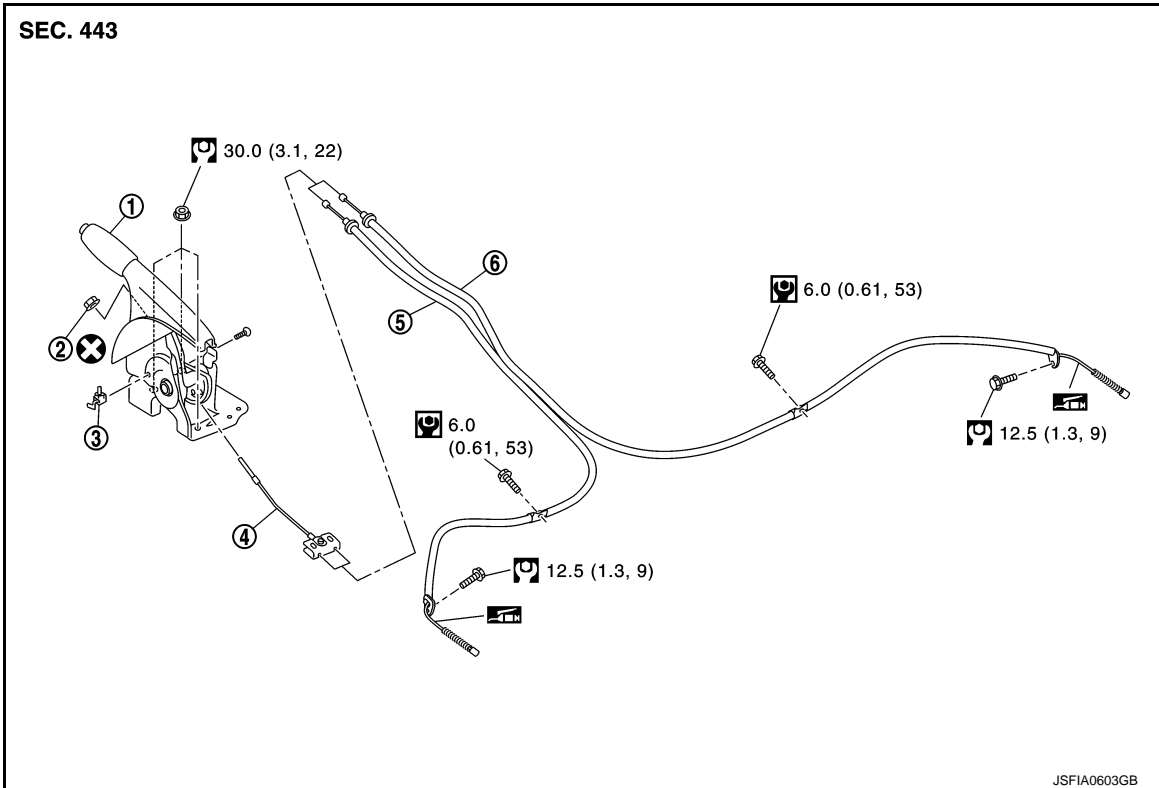 SEC. 443
30.0 (3.1, 22)
1
6
6.0 (0.61, 53)
5
2
6.0
(0.61, 53)
12.5 (1.3, 9)
3
4
12.5 (1.3, 9)
JSFIA0603GB